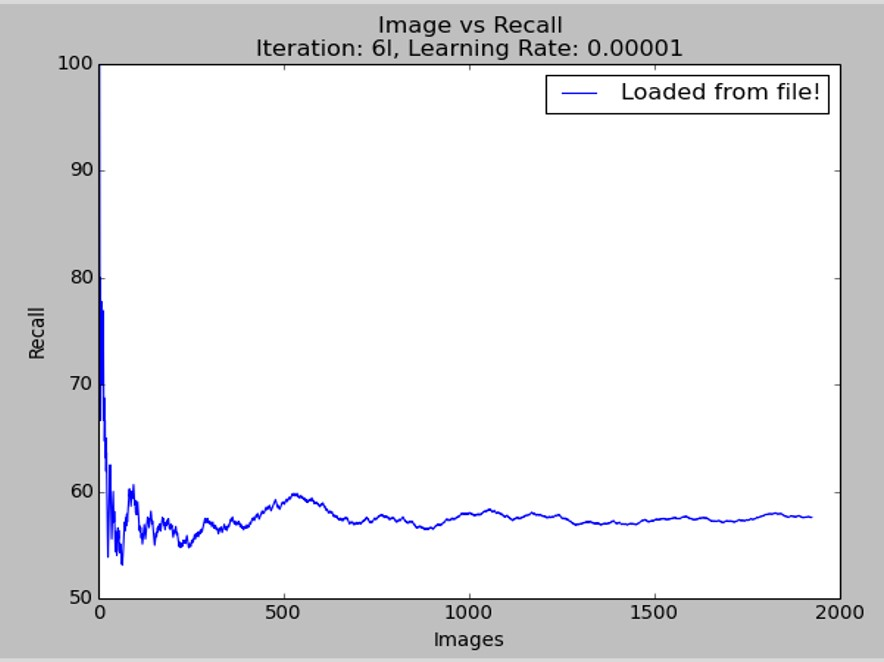 Image vs Recall
Iteration: 6l, Learning Rate: 0.00001
Loaded from file!
100
90
80
70
60
50
Recall
0 500 1000 1500 2000
Images